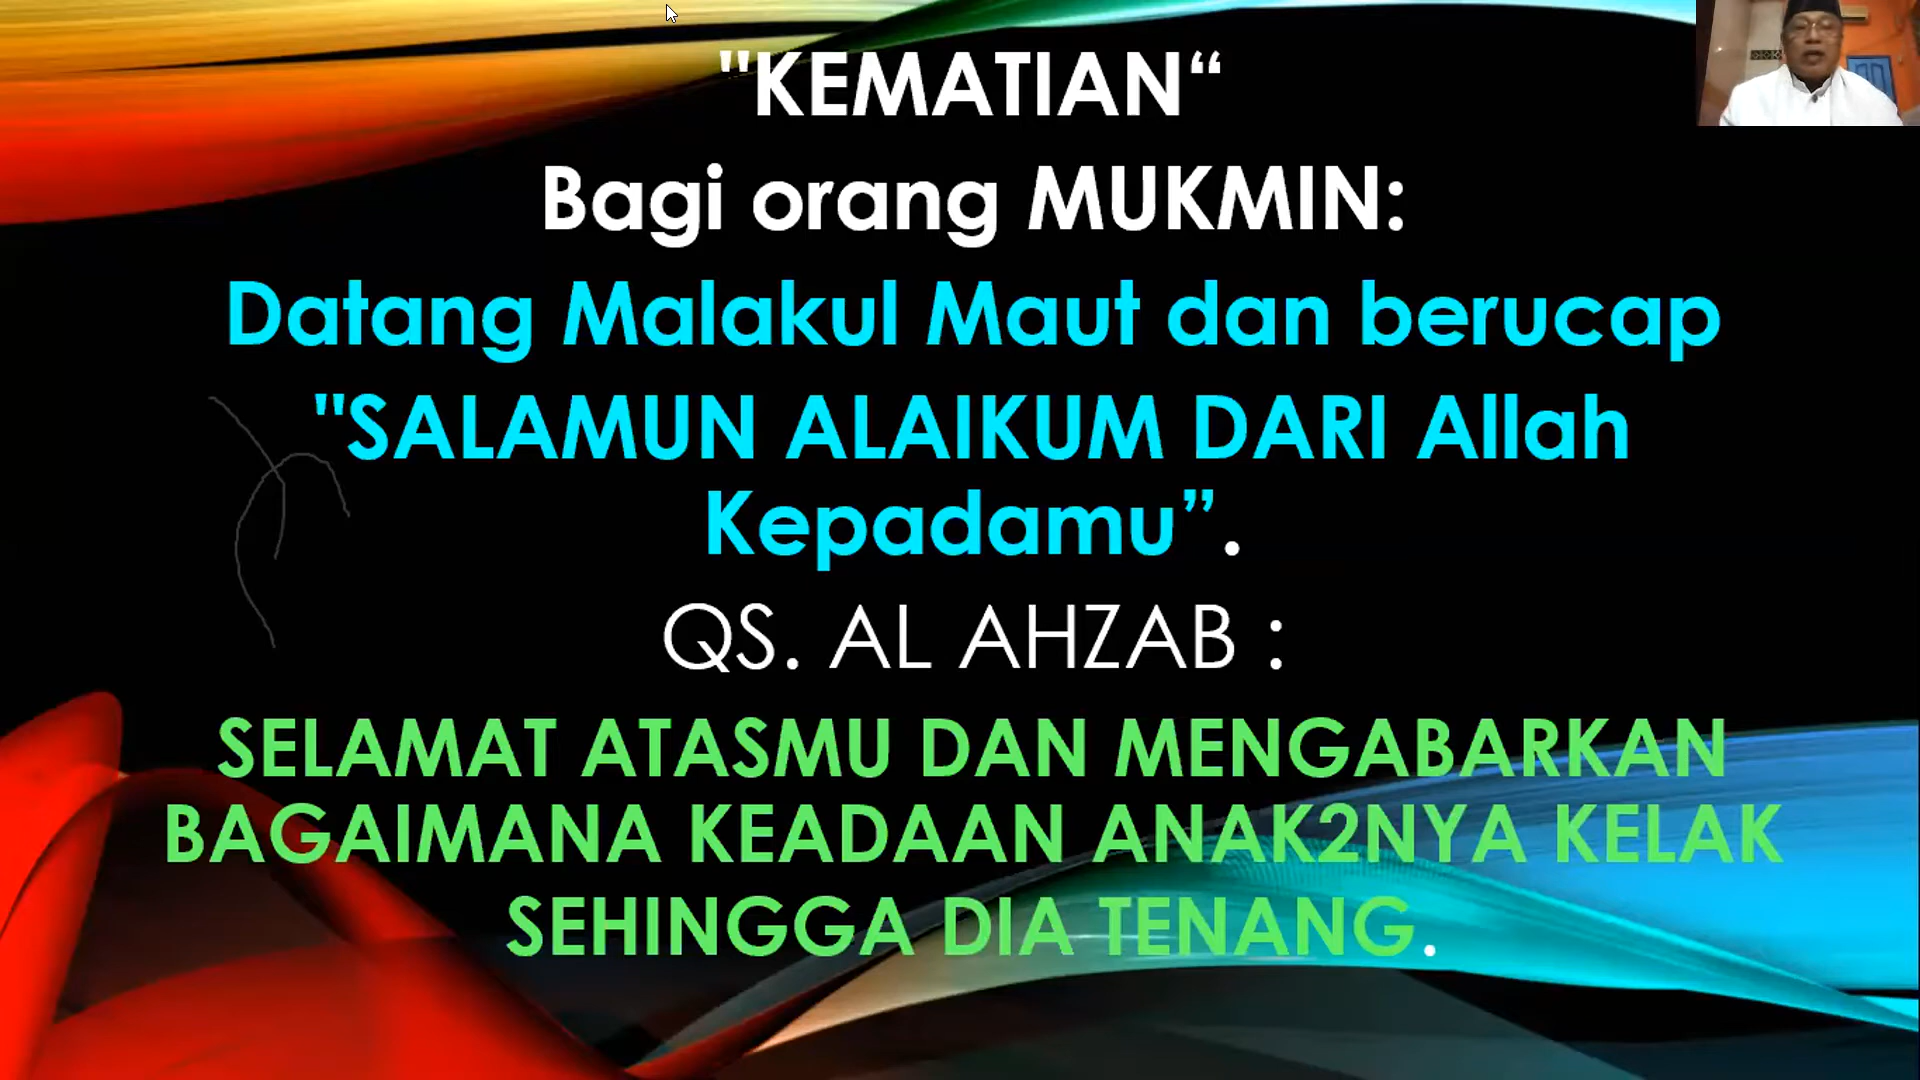 "KEMATIAN“
Bagi orang MUKMIN:
Datang Malakul Maut dan berucap
"SALAMUN ALAIKUM DARI Allah
Kepadamu”.
QS. AL AHZAB :
SELAMAT ATASMU DAN MENGABARKAN
BAGAIMANA KEADAAN ANAK2NYA KELAK
SEHINGGA DIA TENANG.